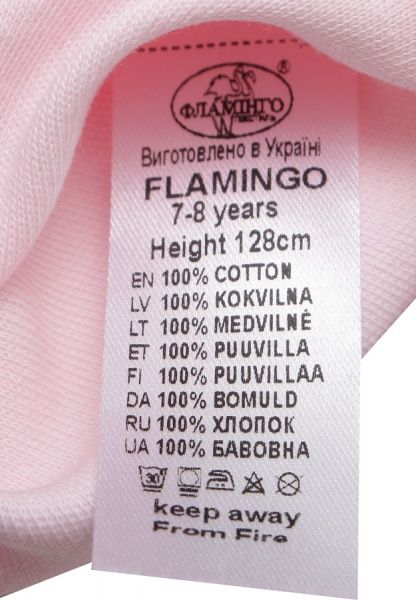 ФЛАМІНГО
ТЕКСТИЛЬ
®
Виготовлено в Україні
FLAMINGO
7-8 years
Height 128cm
EN 100% COTTON
LV 100% KOKVILNA
LT 100% MEDVILNĖ
ET 100% PUUVILLA
FI 100% PUUVILLAA
DA 100% BOMULD
RU 100% ХЛОПОК
UA 100% БАВОВНА
30°
keep away
From Fire